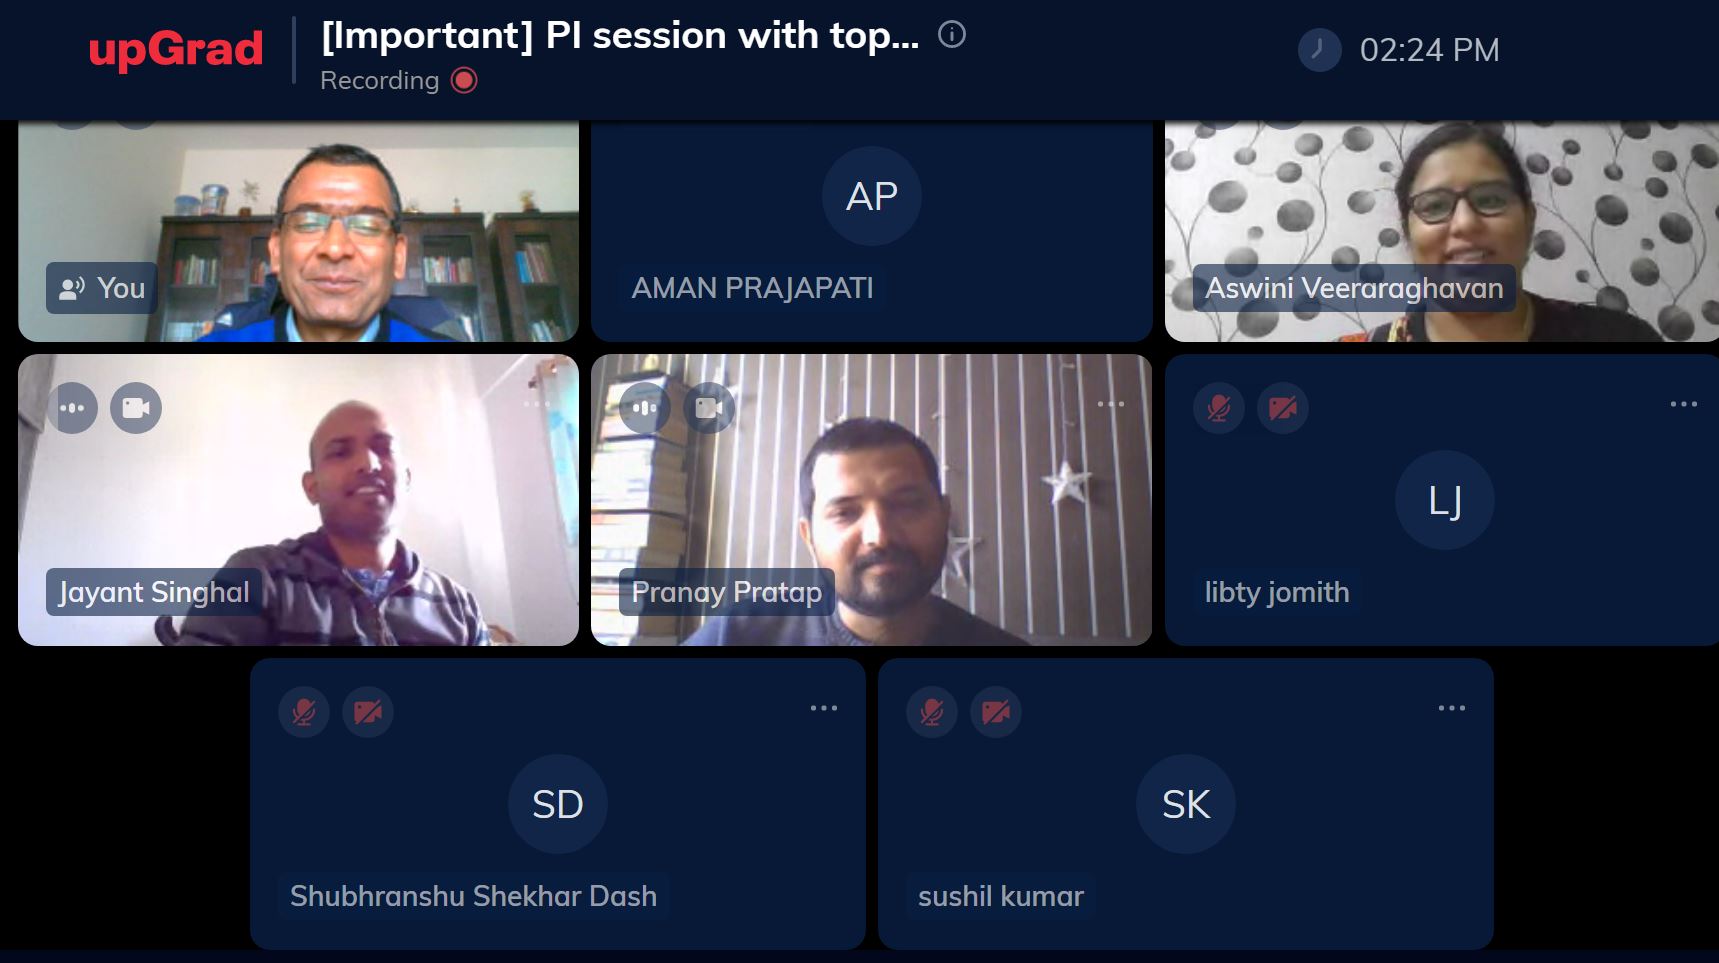 upGrad
[Important] PI session with top...
Recording
02:24 PM
You
AP
AMAN PRAJAPATI
Aswini Veeraraghavan
Jayant Singhal
Pranay Pratap
LJ
libty jomith
SD
Shubhranshu Shekhar Dash
SK
sushil kumar